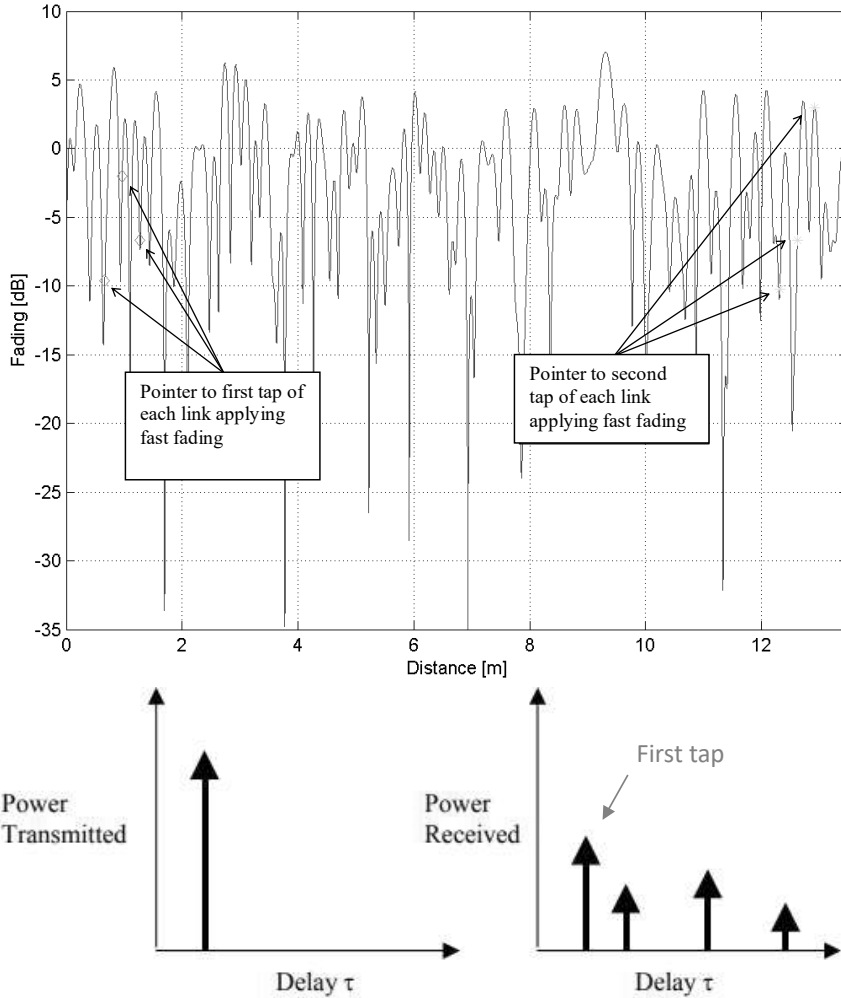 10
5
0
-5
-10
-15
-20
-25
-30
-35
Fading [dB]
Pointer to first tap of
each link applying
fast fading
Pointer to second
tap of each link
applying fast fading
0 2 4 6 8 10 12
Distance [m]
First tap
Power
Transmitted
Power
Received
Delay τ
Delay τ